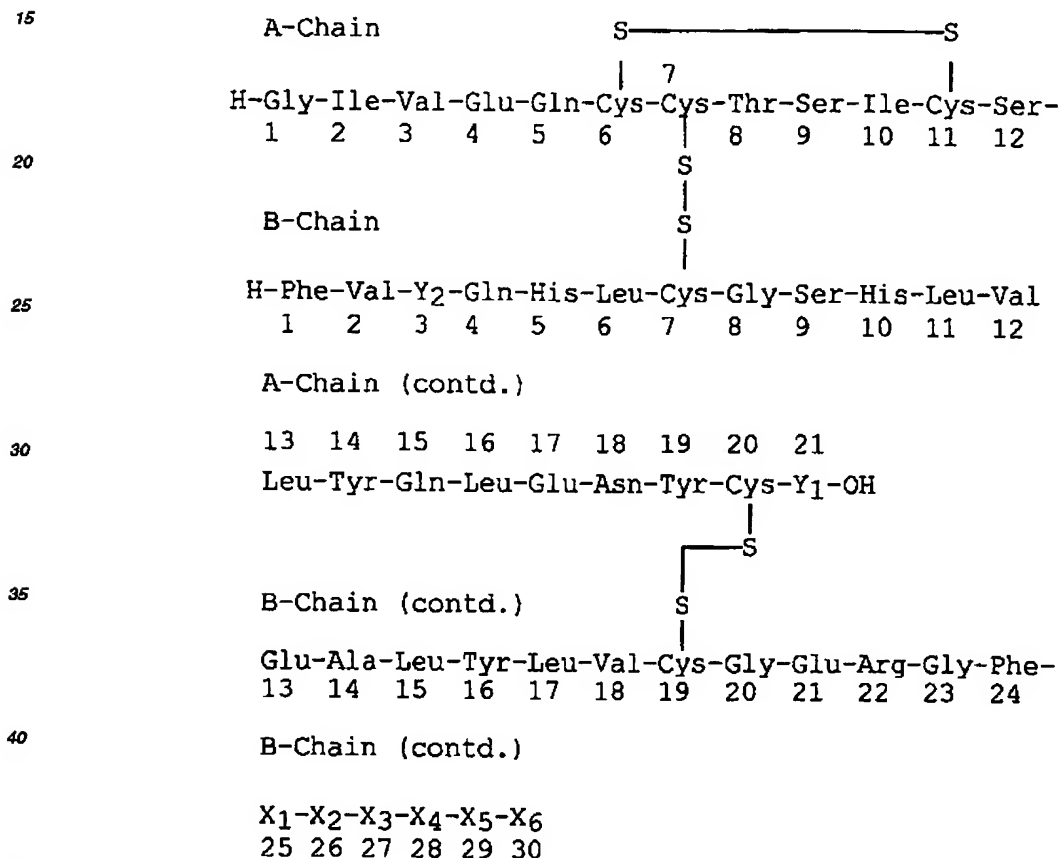 15
A-Chain S S
7
H-Gly-Ile-Val-Glu-Gln-Cys-Cys-Thr-Ser-Ile-Cys-Ser-
1 2 3 4 5 6 8 9 10 11 12
20
S
B-Chain S
H-Phe-Val-Y2-Gln-His-Leu-Cys-Gly-Ser-His-Leu-Val
25
1 2 3 4 5 6 7 8 9 10 11 12
A-Chain (contd.)
30
13 14 15 16 17 18 19 20 21
Leu-Tyr-Gln-Leu-Glu-Asn-Tyr-Cys-Y1-OH
S
35
B-Chain (contd.) S
Glu-Ala-Leu-Tyr-Leu-Val-Cys-Gly-Glu-Arg-Gly-Phe-
13 14 15 16 17 18 19 20 21 22 23 24
40
B-Chain (contd.)
X1-X2-X3-X4-X5-X6
25 26 27 28 29 30